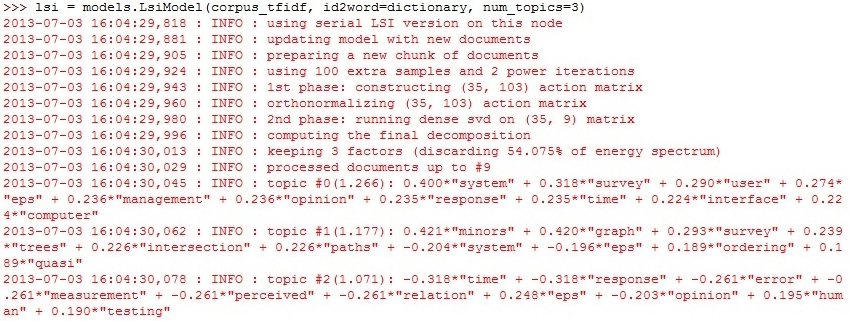 >>> lsi = models.LsiModel(corpus_tfidf, id2word=dictionary, num_topics=3)
2013-07-03 16:04:29,818 : INFO : using serial LSI version on this node
2013-07-03 16:04:29,881 : INFO : updating model with new documents
2013-07-03 16:04:29,905 : INFO : preparing a new chunk of documents
2013-07-03 16:04:29,924 : INFO : using 100 extra samples and 2 power iterations
2013-07-03 16:04:29,943 : INFO : 1st phase: constructing (35, 103) action matrix
2013-07-03 16:04:29,960 : INFO : orthonormalizing (35, 103) action matrix
2013-07-03 16:04:29,980 : INFO : 2nd phase: running dense svd on (35, 9) matrix
2013-07-03 16:04:29,996 : INFO : computing the final decomposition
2013-07-03 16:04:30,013 : INFO : keeping 3 factors (discarding 54.075% of energy spectrum)
2013-07-03 16:04:30,029 : INFO : processed documents up to #9
2013-07-03 16:04:30,045 : INFO : topic #0(1.266): 0.400*"system" + 0.318*"survey" + 0.290*"user" + 0.274*
"eps" + 0.236*"management" + 0.236*"opinion" + 0.235*"response" + 0.235*"time" + 0.224*"interface" + 0.22
4*"computer"
2013-07-03 16:04:30,062 : INFO : topic #1(1.177): 0.421*"minors" + 0.420*"graph" + 0.293*"survey" + 0.239
*"trees" + 0.226*"intersection" + 0.226*"paths" + -0.204*"system" + -0.196*"eps" + 0.189*"ordering" + 0.1
89*"quasi"
2013-07-03 16:04:30,078 : INFO : topic #2(1.071): -0.318*"time" + -0.318*"response" + -0.261*"error" + -0
.261*"measurement" + -0.261*"perceived" + -0.261*"relation" + 0.248*"eps" + -0.203*"opinion" + 0.195*"hum
an" + 0.190*"testing"